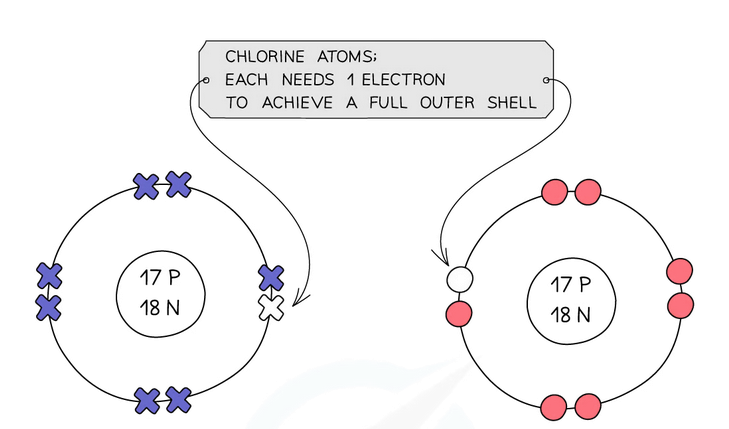 CHLORINE ATOMS;
EACH NEEDS 1 ELECTRON
TO ACHIEVE A FULL OUTER SHELL
17 P
18 N
17 P
18 N